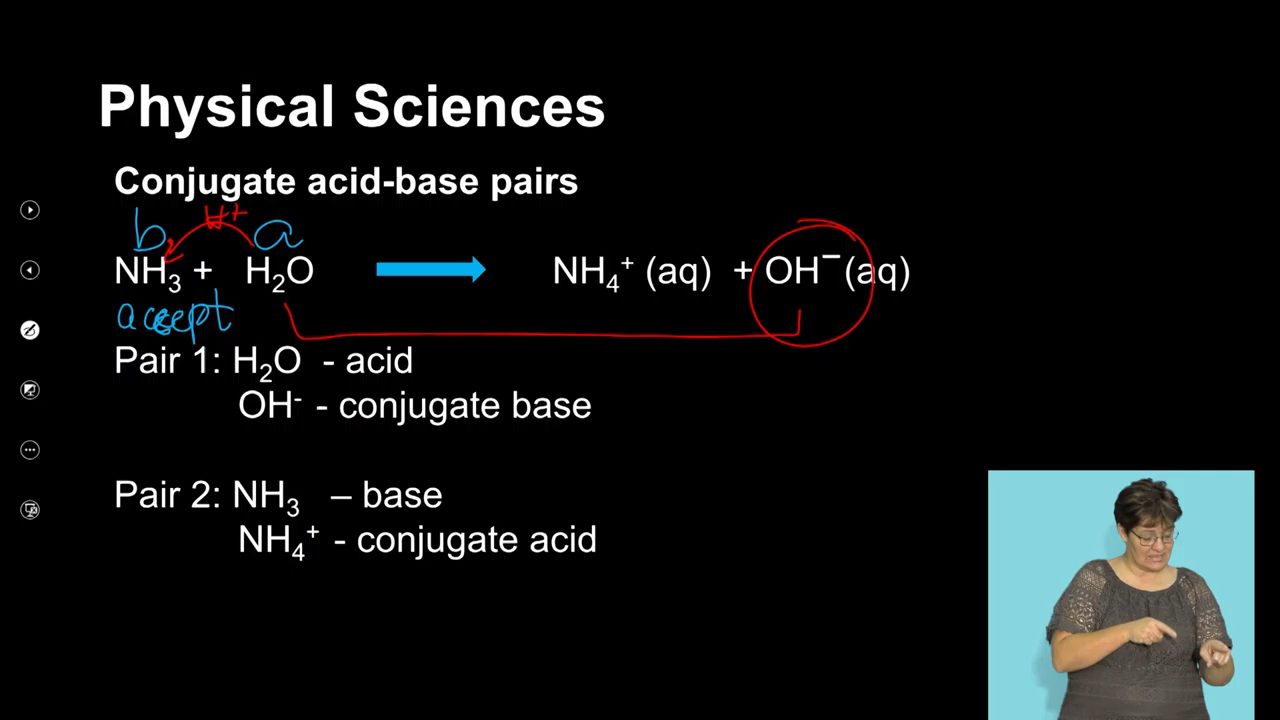 Physical Sciences
Conjugate acid-base pairs
H+
b a
NH₃ + H₂O NH₄⁺ (aq) + OH⁻ (aq)
accept
Pair 1: H₂O - acid
OH⁻ - conjugate base
Pair 2: NH₃ – base
NH₄⁺ - conjugate acid